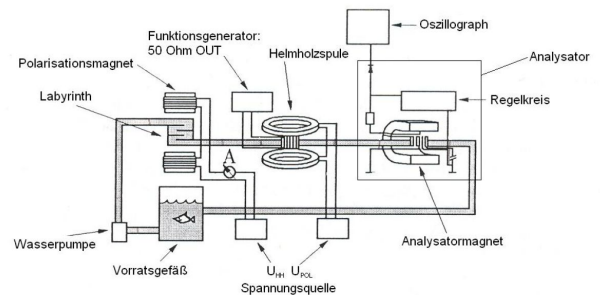 Oszillograph
Funktionsgenerator:
50 Ohm OUT
Helmholzspule
Analysator
Polarisationsmagnet
Labyrinth
Regelkreis
A
Wasserpumpe
Vorratsgefäß
U_HH U_POL
Spannungsquelle
Analysatormagnet